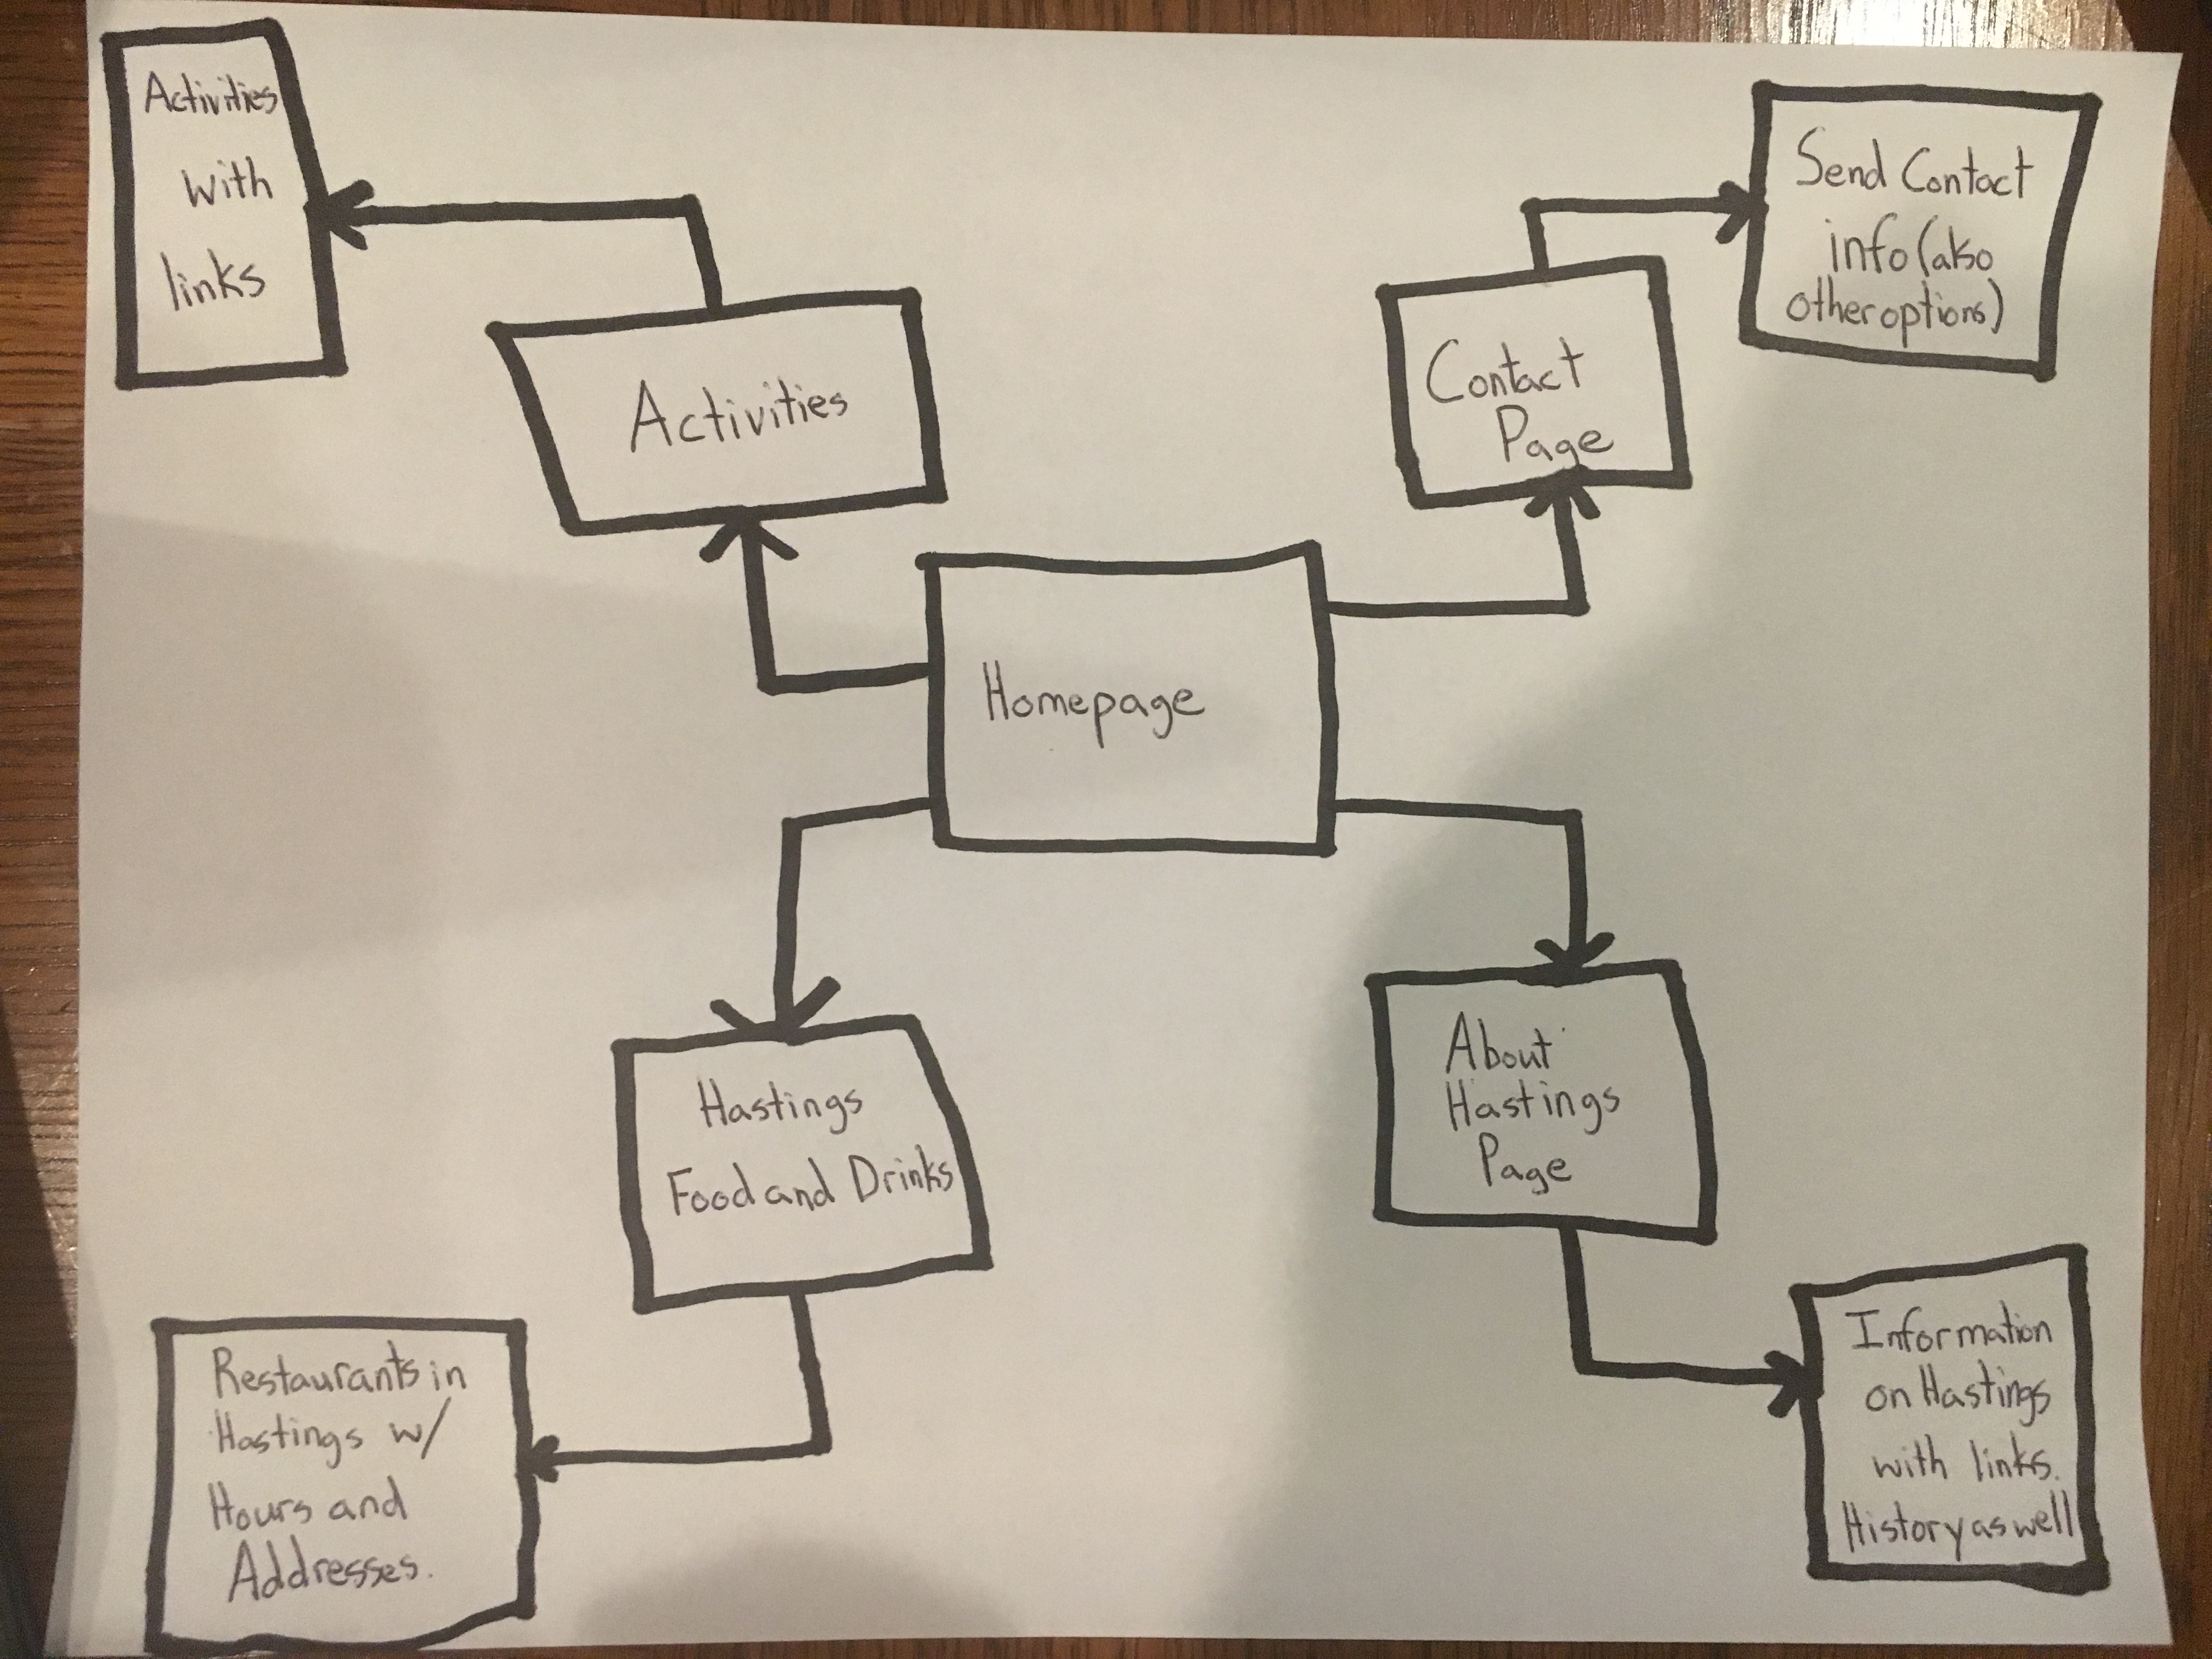 Activities
With
links
Activities
Contact
Page
Send Contact
info (also
other options)
Homepage
Hastings
Food and Drinks
About
Hastings
Page
Restaurants in
Hastings w/
Hours and
Addresses.
Information
on Hastings
with links.
History as well